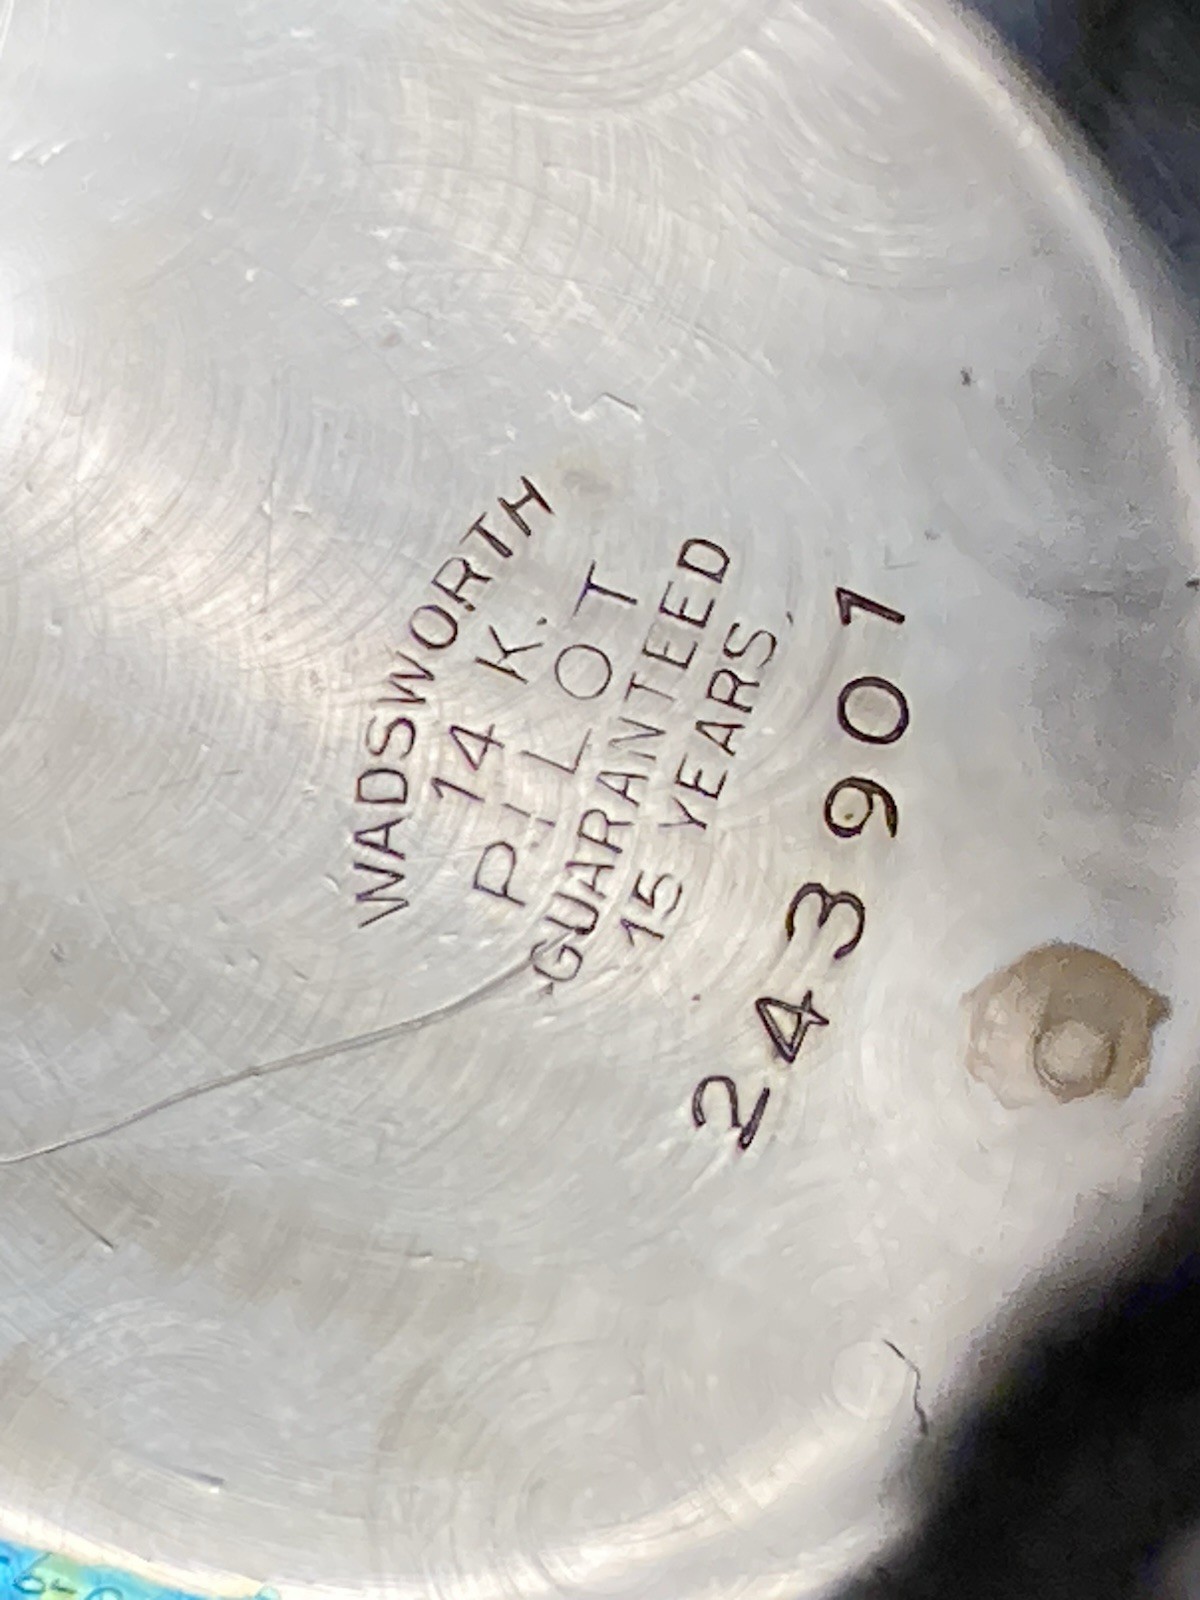 WADSWORTH
14 K.
PILOT
GUARANTEED
15 YEARS.
243901